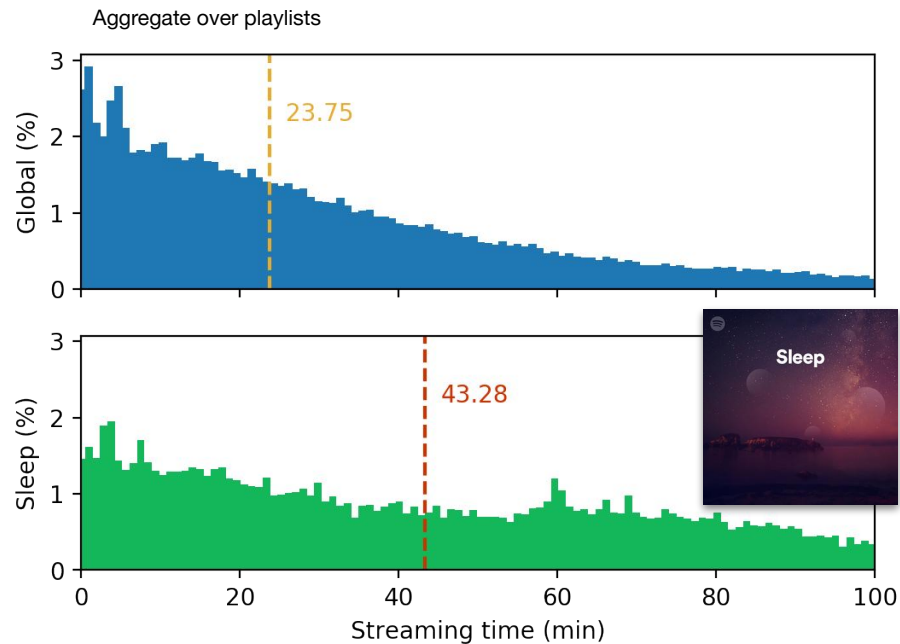 Aggregate over playlists
3
2
1
0
Global (%)
23.75
3
2
1
0
Sleep (%)
43.28
Sleep
0 20 40 60 80 100
Streaming time (min)